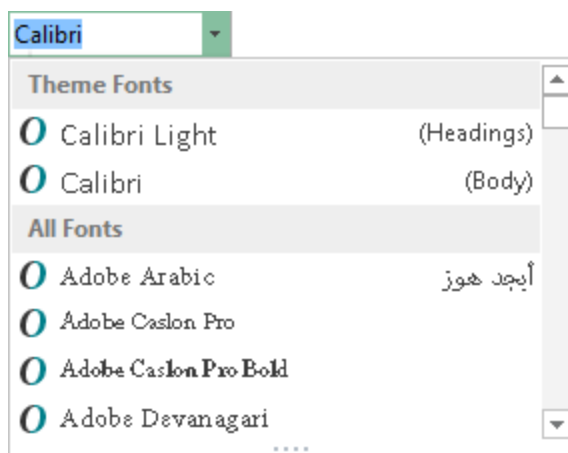 Calibri
Theme Fonts
O Calibri Light (Headings)
O Calibri (Body)
All Fonts
O Adobe Arabic أبجد هوز
O Adobe Caslon Pro
O Adobe Caslon Pro Bold
O Adobe Devanagari